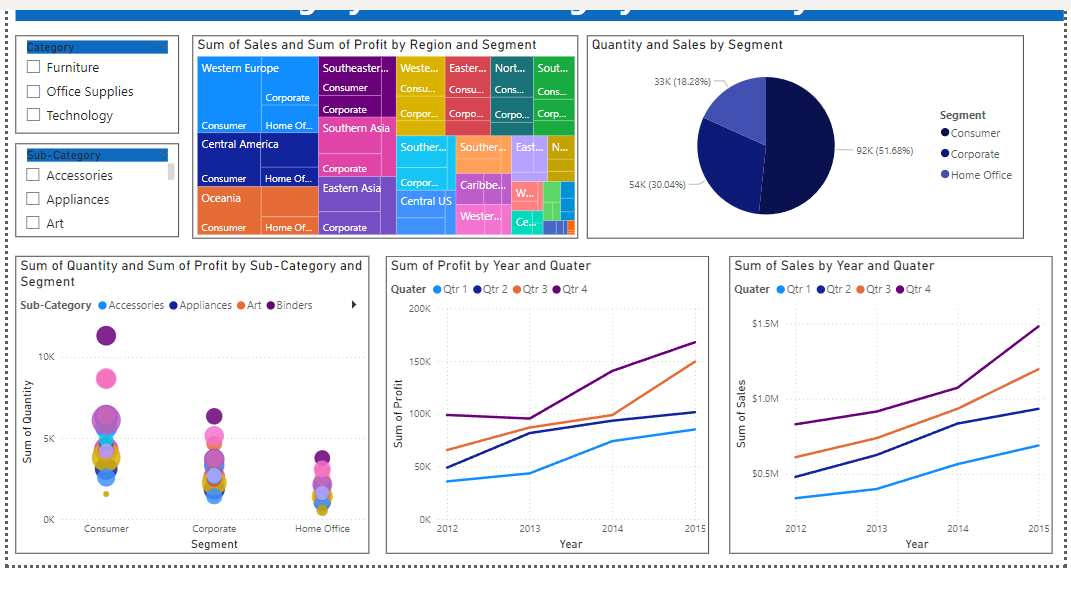 Category
Furniture
Office Supplies
Technology
Sub-Category
Accessories
Appliances
Art
Sum of Sales and Sum of Profit by Region and Segment
Western Europe
Corporate
Consumer
Home Of...
Central America
Consumer
Home Of...
Oceania
Consumer
Home Of...
Southeaster...
Consumer
Corporate
Southern Asia
Corporate
Eastern Asia
Corporate
Weste...
Consu...
Corpor...
Easter...
Consu...
Corpo...
Nort...
Cons...
Corpo...
Sout...
Cons...
Corp...
Souther...
Corpor...
Central US
Souther...
Caribbe...
Wester...
East...
N...
W...
Ce...
Quantity and Sales by Segment
33K (18.28%)
54K (30.04%)
92K (51.68%)
Segment
Consumer
Corporate
Home Office
Sum of Quantity and Sum of Profit by Sub-Category and
Segment
Sub-Category Accessories Appliances Art Binders
Sum of Quantity
10K
5K
0K
Consumer Corporate Home Office
Segment
Sum of Profit by Year and Quater
Quater Qtr 1 Qtr 2 Qtr 3 Qtr 4
Sum of Profit
200K
150K
100K
50K
0K
2012 2013 2014 2015
Year
Sum of Sales by Year and Quater
Quater Qtr 1 Qtr 2 Qtr 3 Qtr 4
Sum of Sales
$1.5M
$1.0M
$0.5M
2012 2013 2014 2015
Year